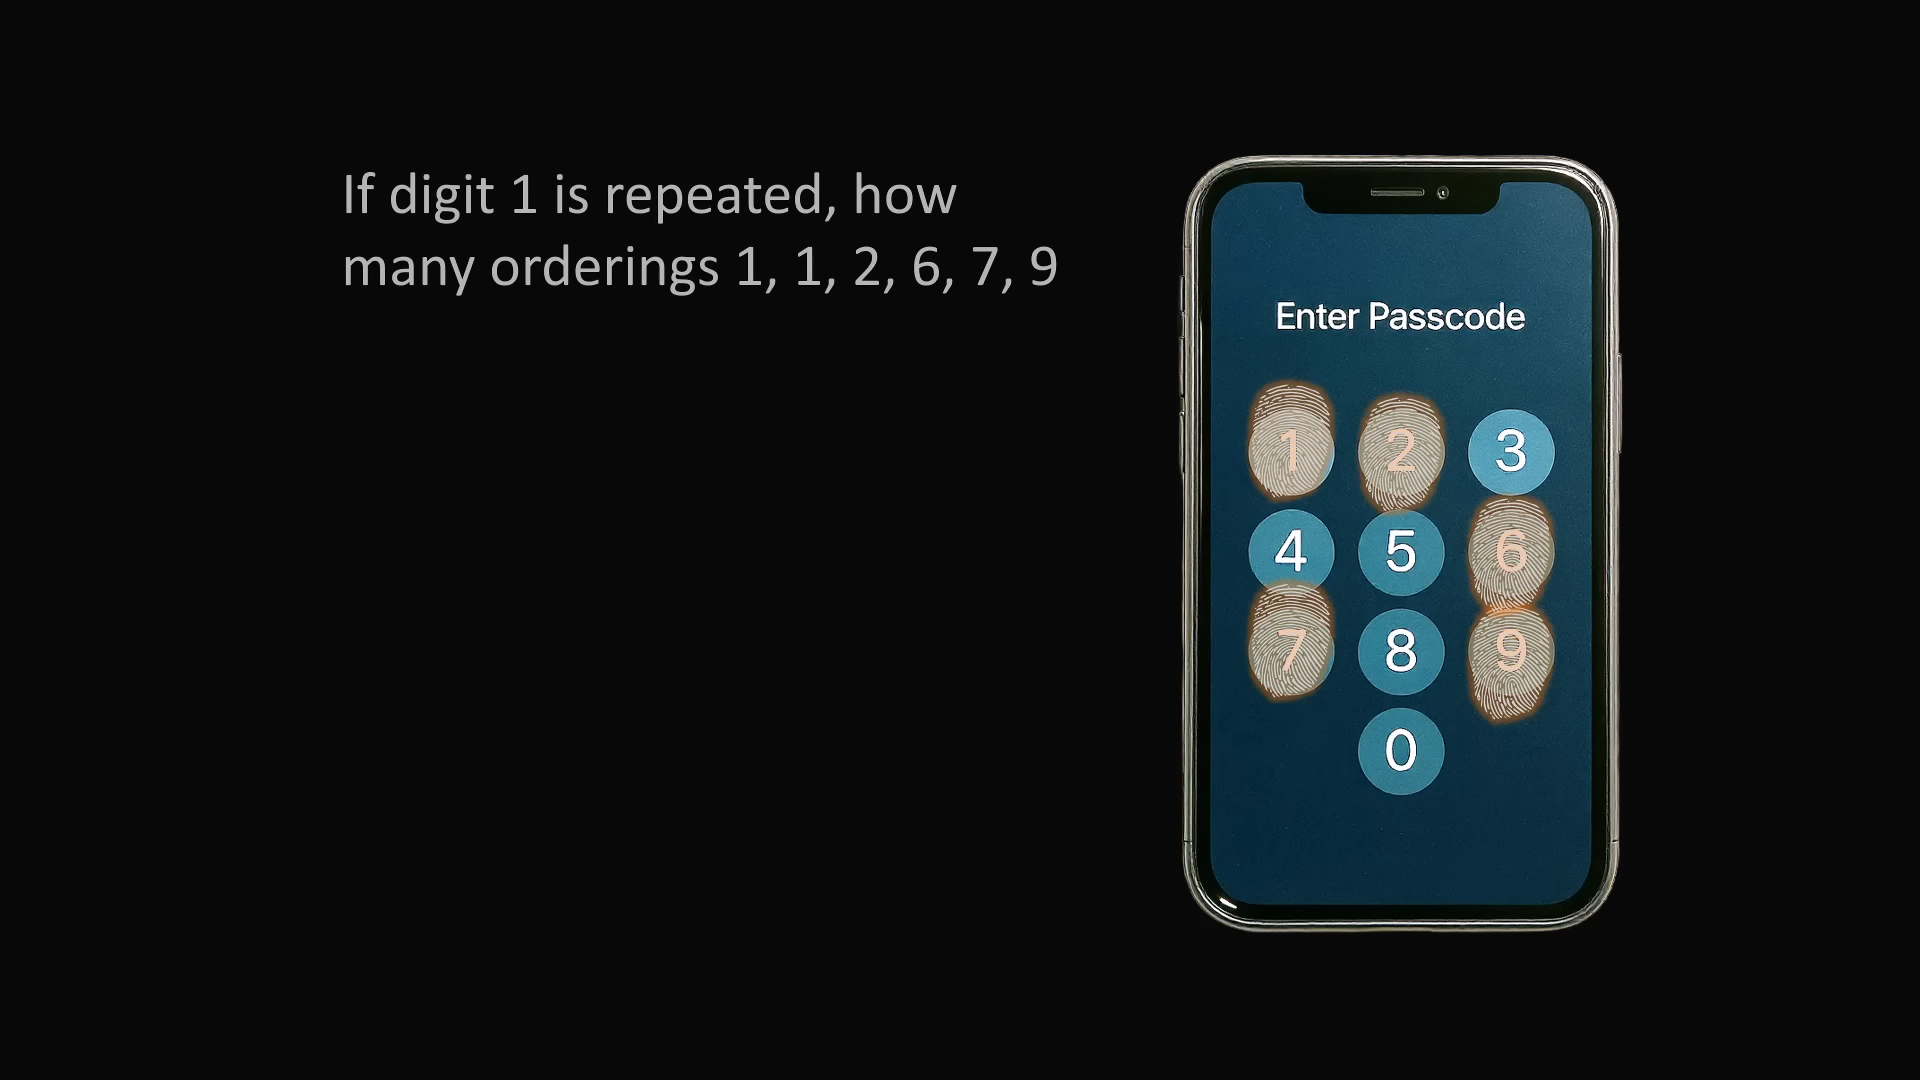 If digit 1 is repeated, how
many orderings 1, 1, 2, 6, 7, 9
Enter Passcode
1 2 3
4 5 6
7 8 9
0